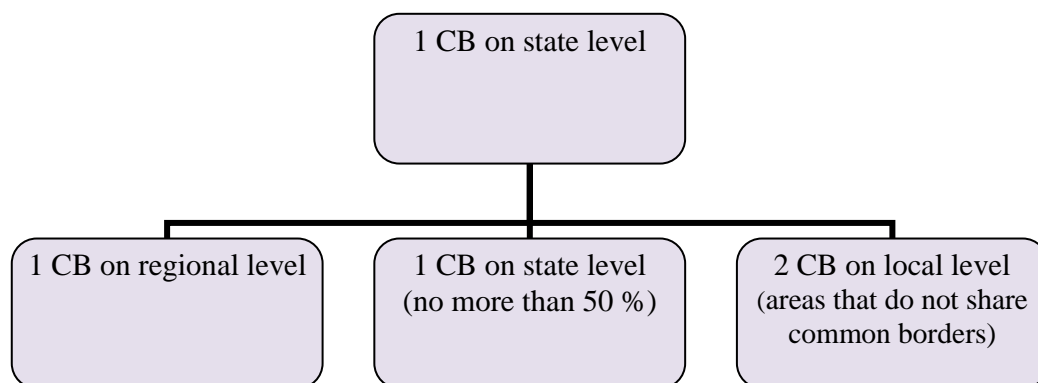 1 CB on state level
1 CB on regional level
1 CB on state level
(no more than 50 %)
2 CB on local level
(areas that do not share
common borders)